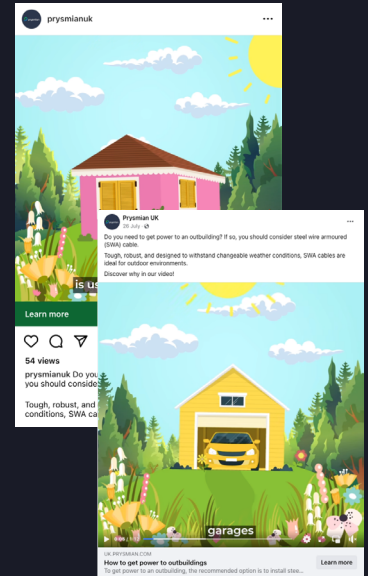 prysmianuk
is us
Learn more
54 views
prysmianuk Do you
you should conside
Tough, robust, and
conditions, SWA ca
Prysmian UK
26 July
Do you need to get power to an outbuilding? If so, you should consider steel wire armoured
(SWA) cable.
Tough, robust, and designed to withstand changeable weather conditions, SWA cables are
ideal for outdoor environments.
Discover why in our video!
garages
UK.PRYSMIAN.COM
How to get power to outbuildings
To get power to an outbuilding, the recommended option is to install stee...
Learn more